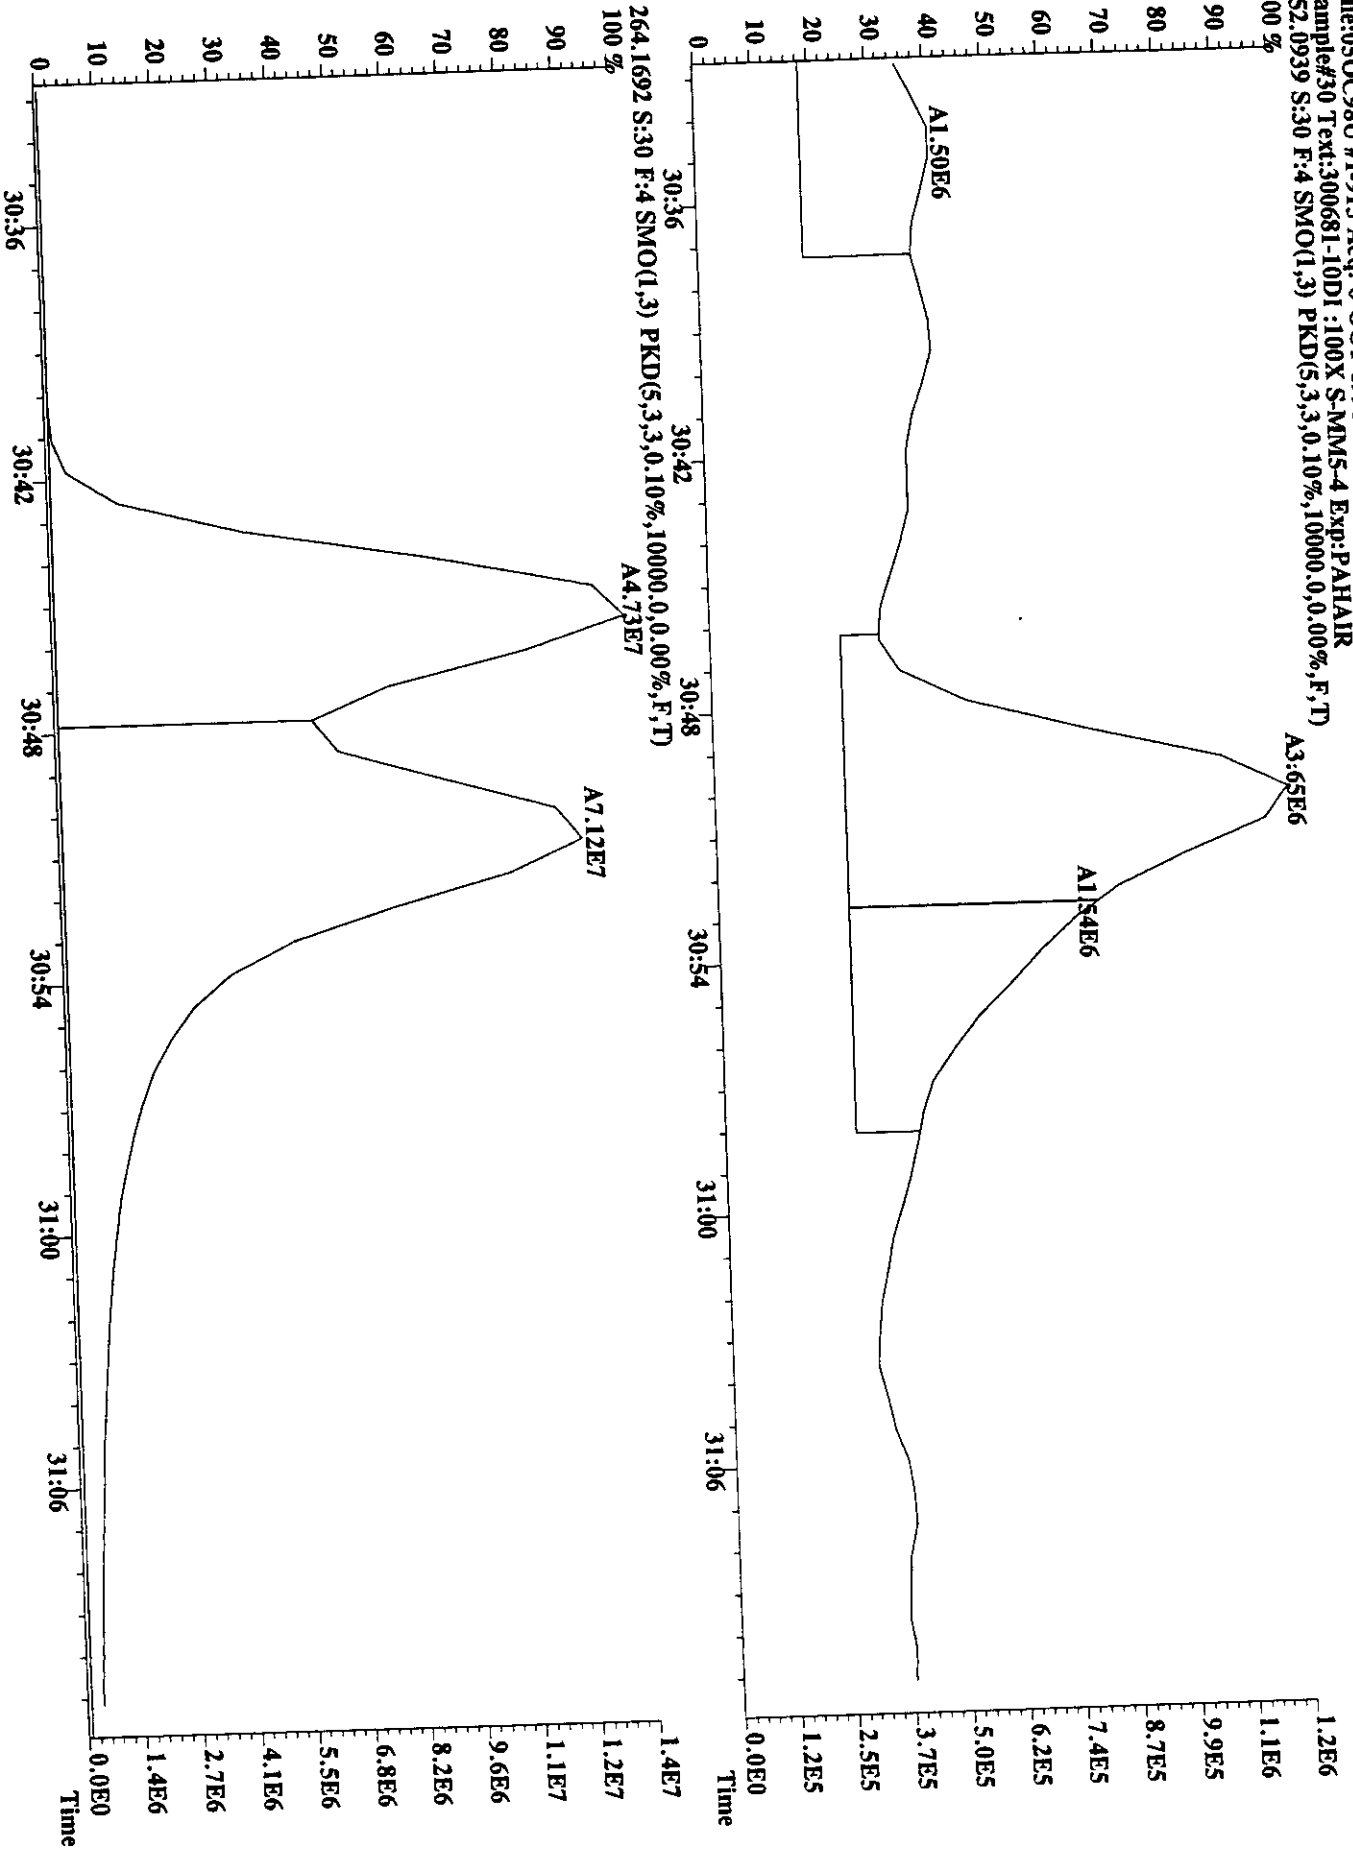 Sample#30 Text:300681-10DI :100X S-MM5-4 Exp:PAHAIR
52.0939 S:30 F:4 SMO(1,3) PKD(5,3,3,0.10%,10000.0,0.00%,F,T)
00 %
90
80
70
60
50
40
30
20
10
0
A1.50E6
A3.65E6
A1.54E6
1.2E6
1.1E6
9.9E5
8.7E5
7.4E5
6.2E5
5.0E5
3.7E5
2.5E5
1.2E5
0.0E0
30:36
30:42
30:48
30:54
31:00
31:06
Time
264.1692 S:30 F:4 SMO(1,3) PKD(5,3,3,0.10%,10000.0,0.00%,F,T)
100 %
90
80
70
60
50
40
30
20
10
0
A4.73E7
A7.12E7
1.4E7
1.2E7
1.1E7
9.6E6
8.2E6
6.8E6
5.5E6
4.1E6
2.7E6
1.4E6
0.0E0
30:36
30:42
30:48
30:54
31:00
31:06
Time